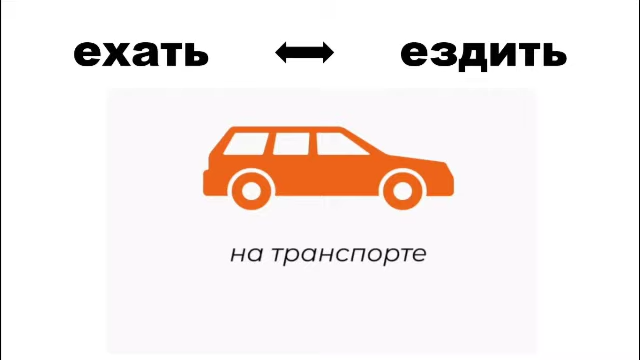 ехать ⟷ ездить
на транспорте